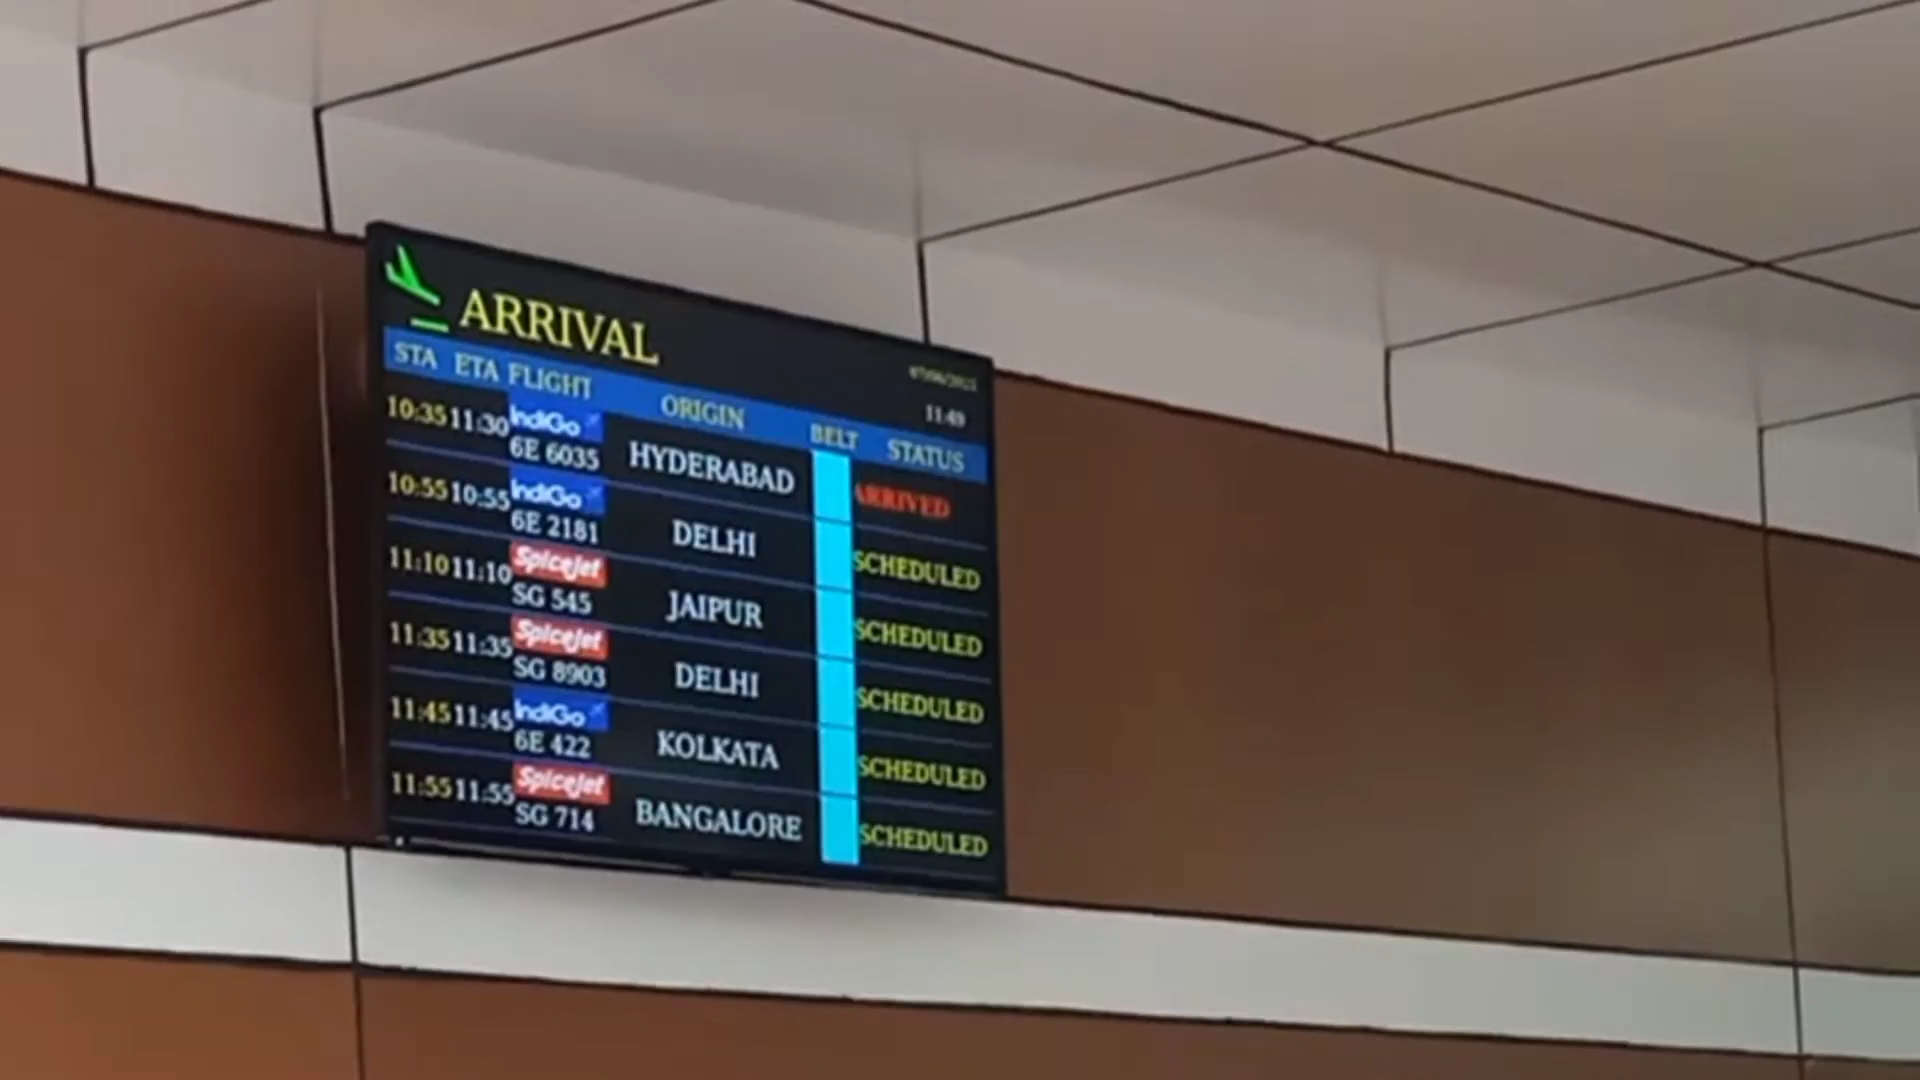 ARRIVAL
11:49
STA ETA FLIGHT ORIGIN BELT STATUS
10:35 11:30 IndiGo 6E 6035 HYDERABAD ARRIVED
10:55 10:55 IndiGo 6E 2181 DELHI SCHEDULED
11:10 11:10 SpiceJet SG 545 JAIPUR SCHEDULED
11:35 11:35 SpiceJet SG 8903 DELHI SCHEDULED
11:45 11:45 IndiGo 6E 422 KOLKATA SCHEDULED
11:55 11:55 SpiceJet SG 714 BANGALORE SCHEDULED